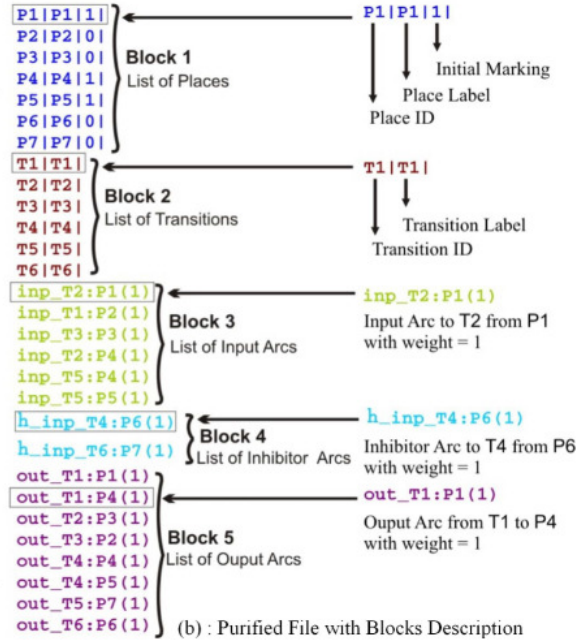 P1|P1|1|
P2|P2|0|
P3|P3|0|
P4|P4|1|
P5|P5|1|
P6|P6|0|
P7|P7|0|
Block 1
List of Places
P1|P1|1|
Initial Marking
Place Label
Place ID
T1|T1|
T2|T2|
T3|T3|
T4|T4|
T5|T5|
T6|T6|
Block 2
List of Transitions
T1|T1|
Transition Label
Transition ID
inp_T2:P1(1)
inp_T1:P2(1)
inp_T3:P3(1)
inp_T2:P4(1)
inp_T5:P4(1)
inp_T5:P5(1)
Block 3
List of Input Arcs
inp_T2:P1(1)
Input Arc to T2 from P1
with weight = 1
h_inp_T4:P6(1)
h_inp_T6:P7(1)
Block 4
List of Inhibitor Arcs
h_inp_T4:P6(1)
Inhibitor Arc to T4 from P6
with weight = 1
out_T1:P1(1)
out_T1:P4(1)
out_T2:P3(1)
out_T3:P2(1)
out_T4:P4(1)
out_T4:P5(1)
out_T5:P7(1)
out_T6:P6(1)
Block 5
List of Ouput Arcs
out_T1:P1(1)
Ouput Arc from T1 to P4
with weight = 1
(b) : Purified File with Blocks Description